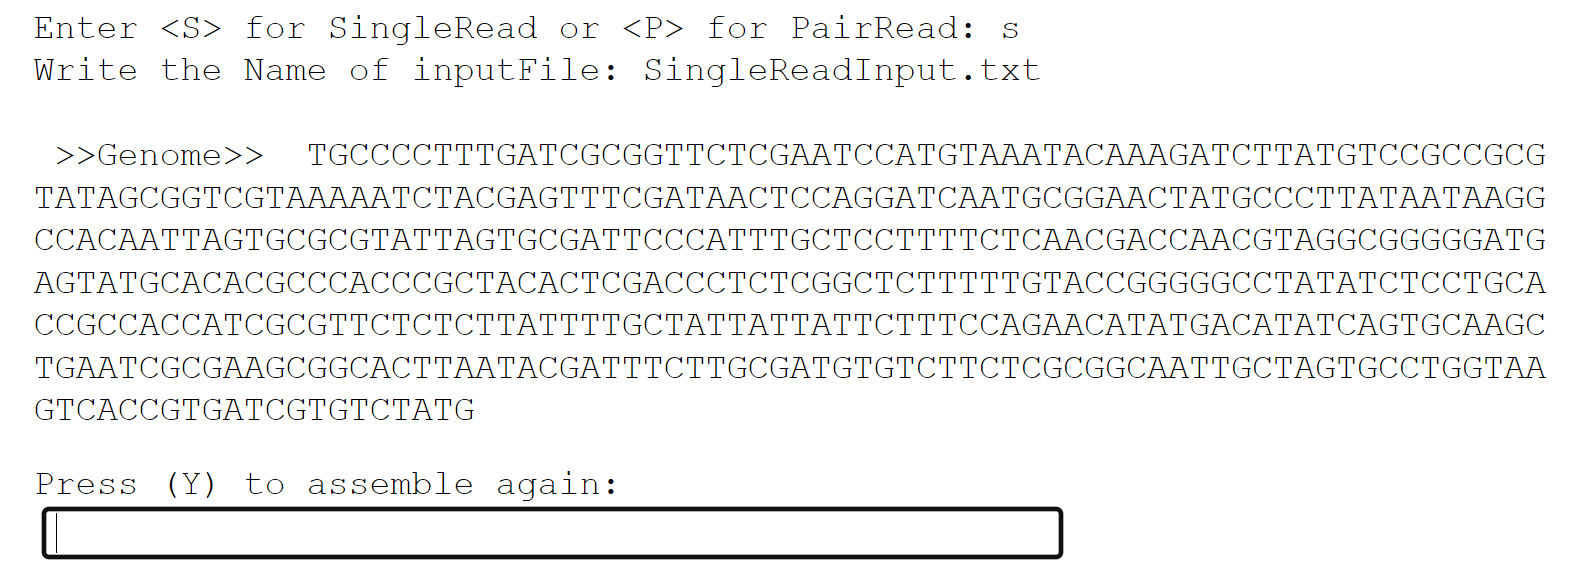 Enter <S> for SingleRead or <P> for PairRead: s
Write the Name of inputFile: SingleReadInput.txt
>>Genome>>  TGCCCCTTTGATCGCGGTTCTCGAATCCATGTAAATACAAAGATCTTATGTCCGCCGCG
TATAGCGGTCGTAAAAATCTACGAGTTTCGATAACTCCAGGATCAATGCGGAACTATGCCCTTATAATAAGG
CCACAATTAGTGCGCGTATTAGTGCGATTCCCATTTGCTCCTTTTCTCAACGACCAACGTAGGCGGGGGATG
AGTATGCACACGCCCACCCGCTACACTCGACCCTCTCGGCTCTTTTTGTACCGGGGGCCTATATCTCCTGCA
CCGCCACCATCGCGTTCTCTCTTATTTTGCTATTATTATTCTTTCCAGAACATATGACATATCAGTGCAAGC
TGAATCGCGAAGCGGCACTTAATACGATTTCTTGCGATGTGTCTTCTCGCGGCAATTGCTAGTGCCTGGTAA
GTCACCGTGATCGTGTCTATG
Press (Y) to assemble again: